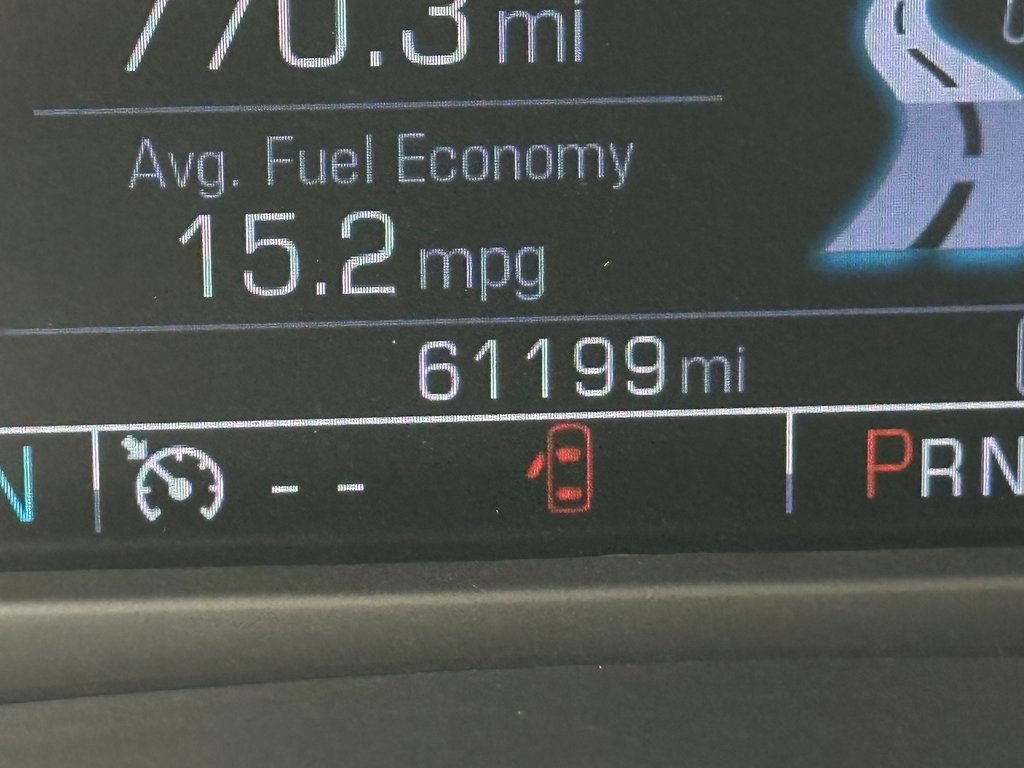 770.3 mi
Avg. Fuel Economy
15.2 mpg
61199 mi
N -- PRN